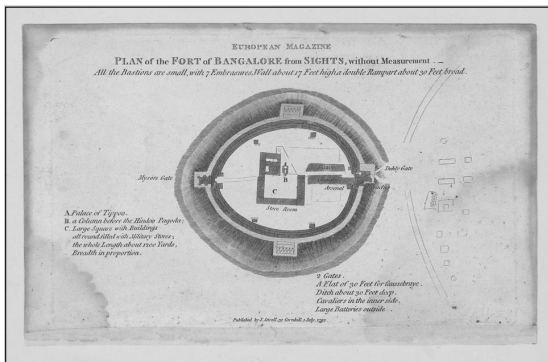 EUROPEAN MAGAZINE
PLAN of the FORT of BANGALORE from SIGHTS, without Measurement.
All the Bastions are small, with 7 Embrasures, Wall about 17 Feet high a double Rampart about 30 Feet broad.
Mysore Gate
Delhi Gate
A
B
C
Arsenal
Store Room
A. Palace of Tippoo.
B. a Column before the Hindoo Pagoda;
C. Large Square with Buildings
all round filled with Military Stores;
the whole Length about 1200 Yards,
Breadth in proportion.
2 Gates.
A Flat of 30 Feet for fausebraye.
Ditch about 30 Feet deep.
Cavaliers in the inner side.
Large Batteries outside.
Published by J. Sewell 32 Cornhill 1 July, 1792.